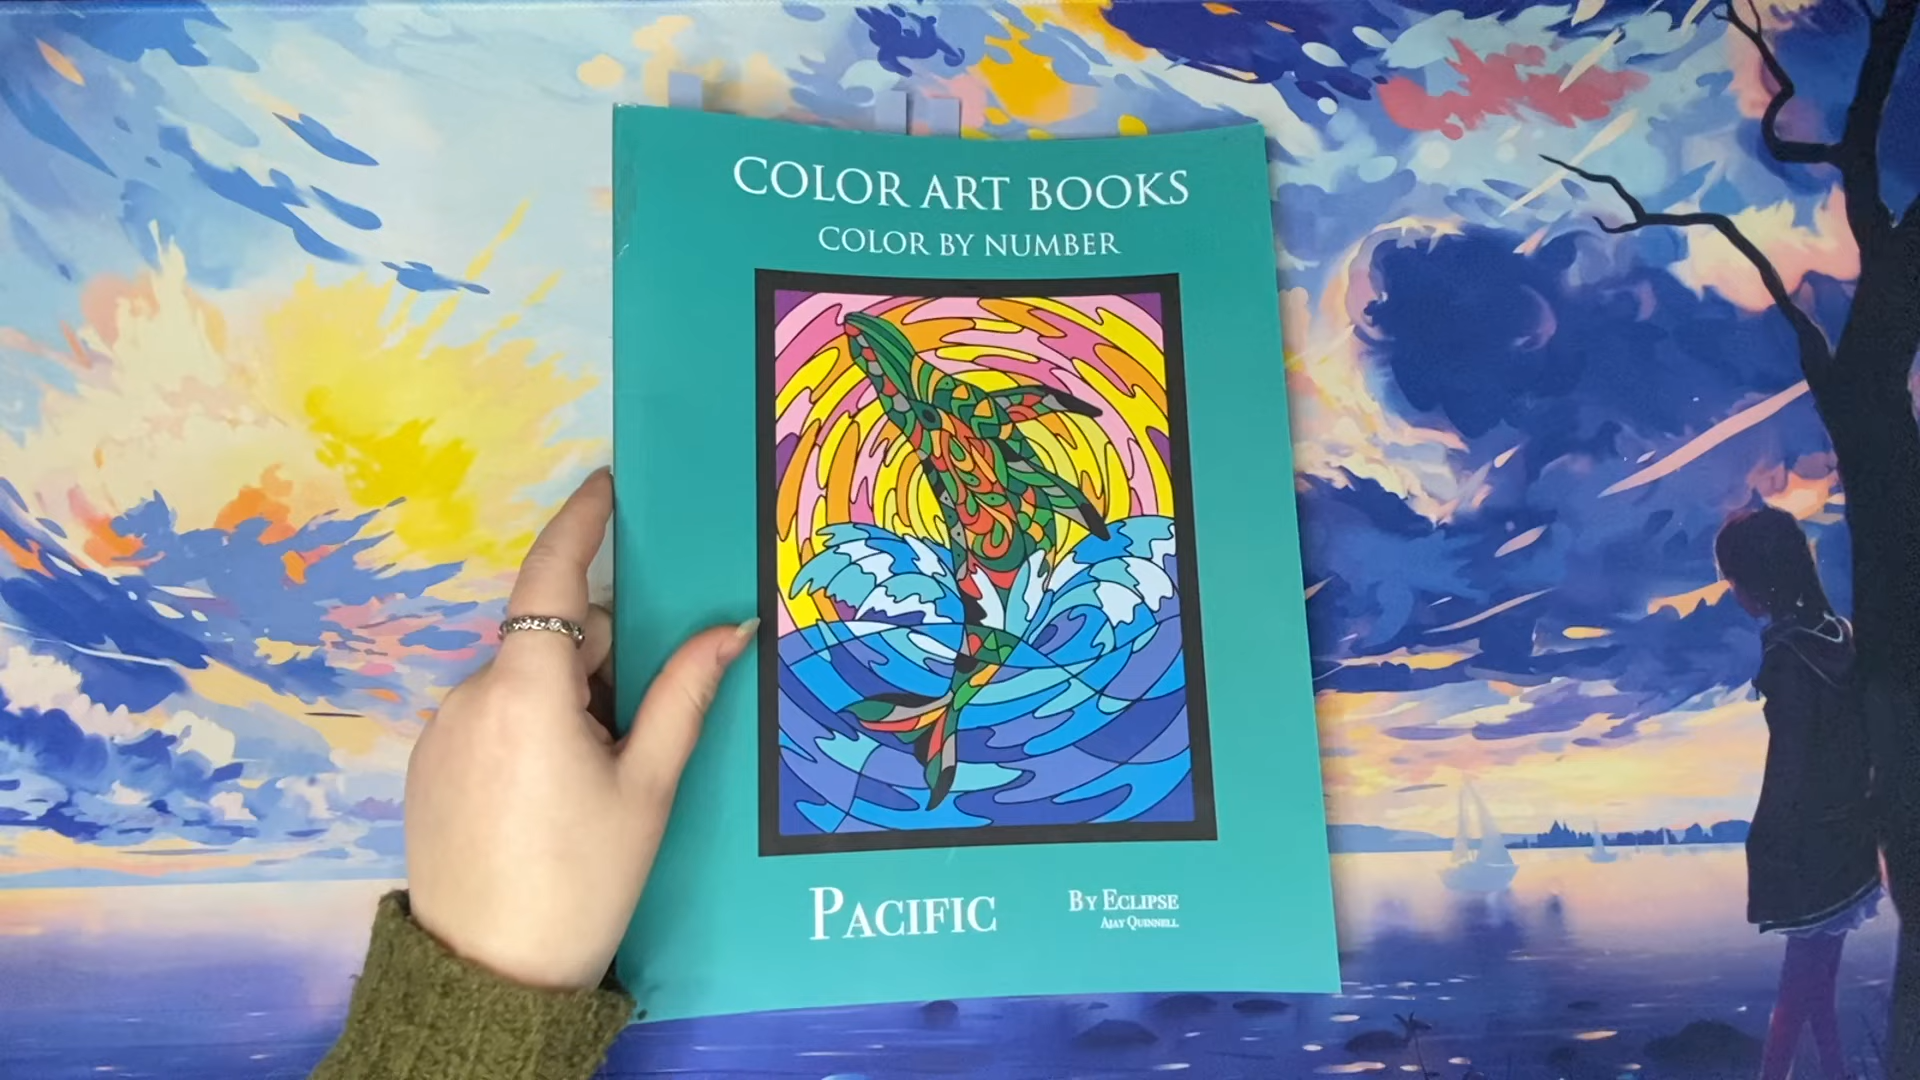 COLOR ART BOOKS
COLOR BY NUMBER
PACIFIC
BY ECLIPSE
AJAY QUINNELL